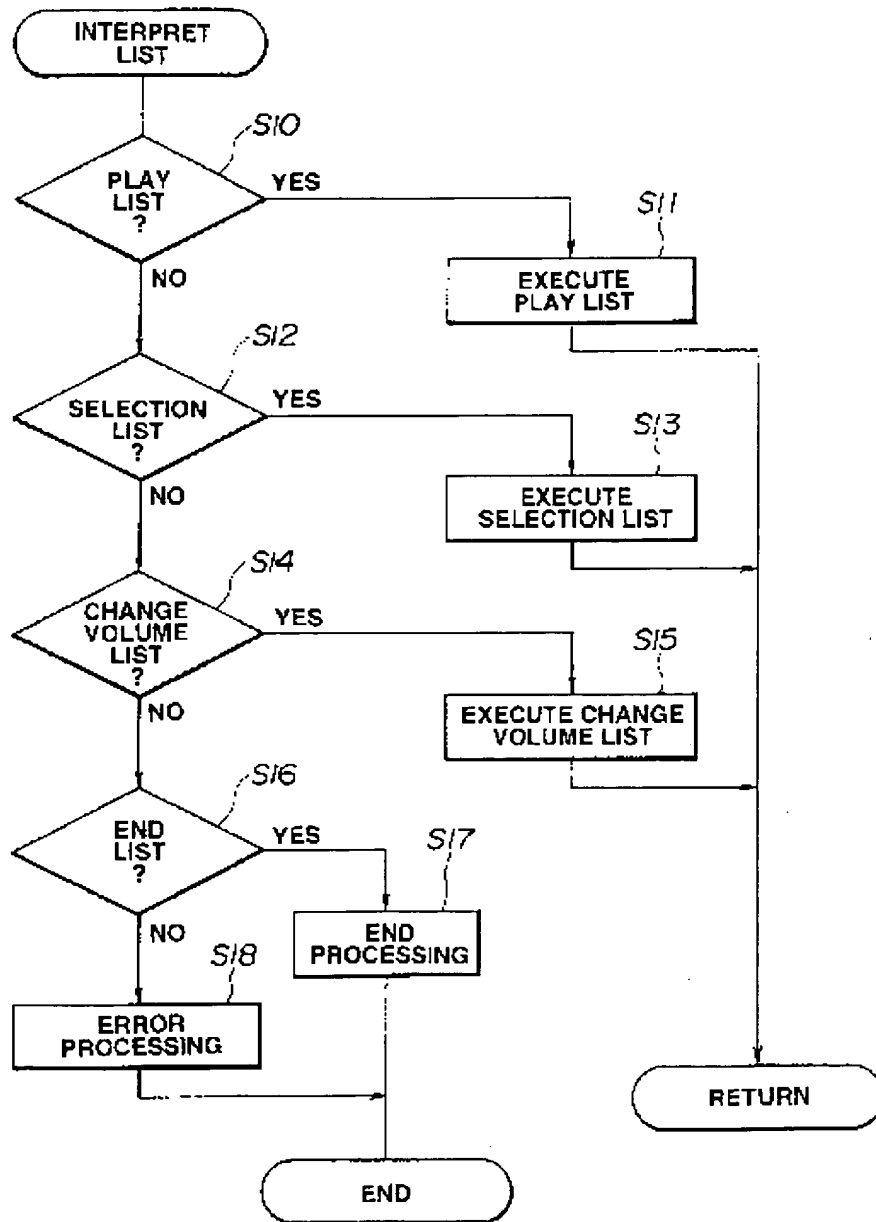 INTERPRET
LIST
S10
PLAY
LIST
?
YES
NO
S11
EXECUTE
PLAY LIST
S12
SELECTION
LIST
?
YES
NO
S13
EXECUTE
SELECTION LIST
S14
CHANGE
VOLUME
LIST
?
YES
NO
S15
EXECUTE CHANGE
VOLUME LIST
S16
END
LIST
?
YES
NO
S17
END
PROCESSING
S18
ERROR
PROCESSING
RETURN
END